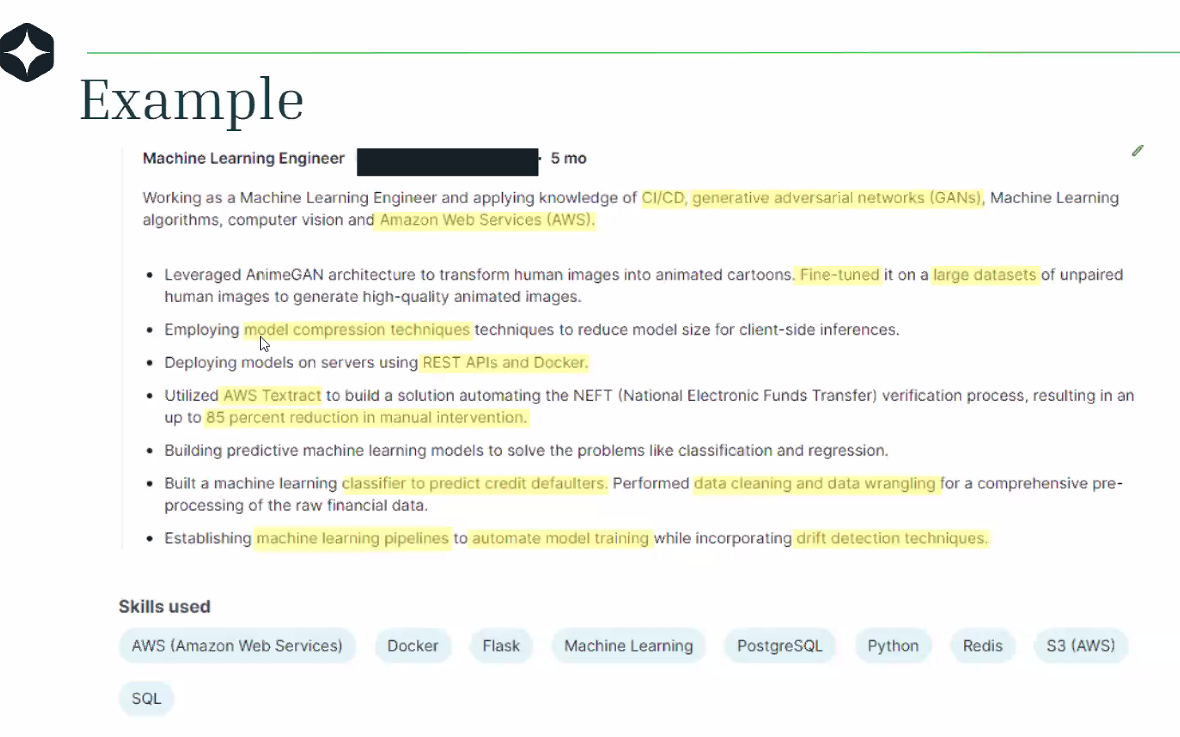 Example
Machine Learning Engineer · 5 mo
Working as a Machine Learning Engineer and applying knowledge of CI/CD, generative adversarial networks (GANs), Machine Learning
algorithms, computer vision and Amazon Web Services (AWS).
• Leveraged AnimeGAN architecture to transform human images into animated cartoons. Fine-tuned it on a large datasets of unpaired
human images to generate high-quality animated images.
• Employing model compression techniques techniques to reduce model size for client-side inferences.
• Deploying models on servers using REST APIs and Docker.
• Utilized AWS Textract to build a solution automating the NEFT (National Electronic Funds Transfer) verification process, resulting in an
up to 85 percent reduction in manual intervention.
• Building predictive machine learning models to solve the problems like classification and regression.
• Built a machine learning classifier to predict credit defaulters. Performed data cleaning and data wrangling for a comprehensive pre-
processing of the raw financial data.
• Establishing machine learning pipelines to automate model training while incorporating drift detection techniques.
Skills used
AWS (Amazon Web Services) Docker Flask Machine Learning PostgreSQL Python Redis S3 (AWS)
SQL